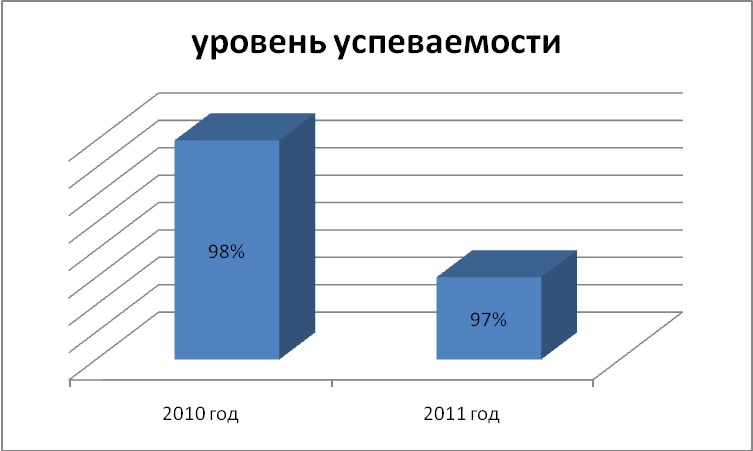 уровень успеваемости
98%
97%
2010 год
2011 год